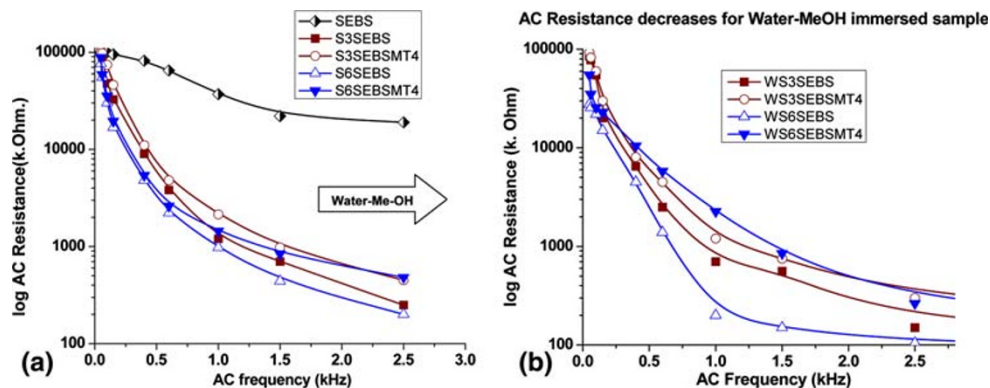 AC Resistance decreases for Water-MeOH immersed sample
SEBS
S3SEBS
S3SEBSMT4
S6SEBS
S6SEBSMT4
log AC Resistance(k.Ohm.)
100000
10000
1000
100
0.0 0.5 1.0 1.5 2.0 2.5 3.0
AC frequency (kHz)
(a)
Water-Me-OH
WS3SEBS
WS3SEBSMT4
WS6SEBS
WS6SEBSMT4
log AC Resistance (k. Ohm)
100000
10000
1000
100
0.0 0.5 1.0 1.5 2.0 2.5
AC Frequency (kHz)
(b)